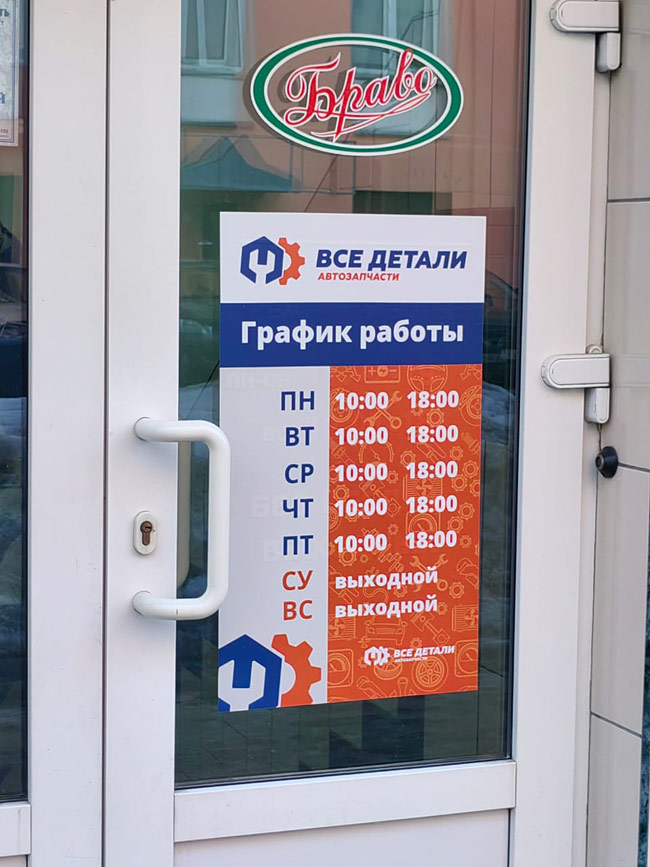 Браво
ВСЕ ДЕТАЛИ
АВТОЗАПЧАСТИ
График работы
ПН 10:00 18:00
ВТ 10:00 18:00
СР 10:00 18:00
ЧТ 10:00 18:00
ПТ 10:00 18:00
СУ выходной
ВС выходной
ВСЕ ДЕТАЛИ
АВТОЗАПЧАСТИ